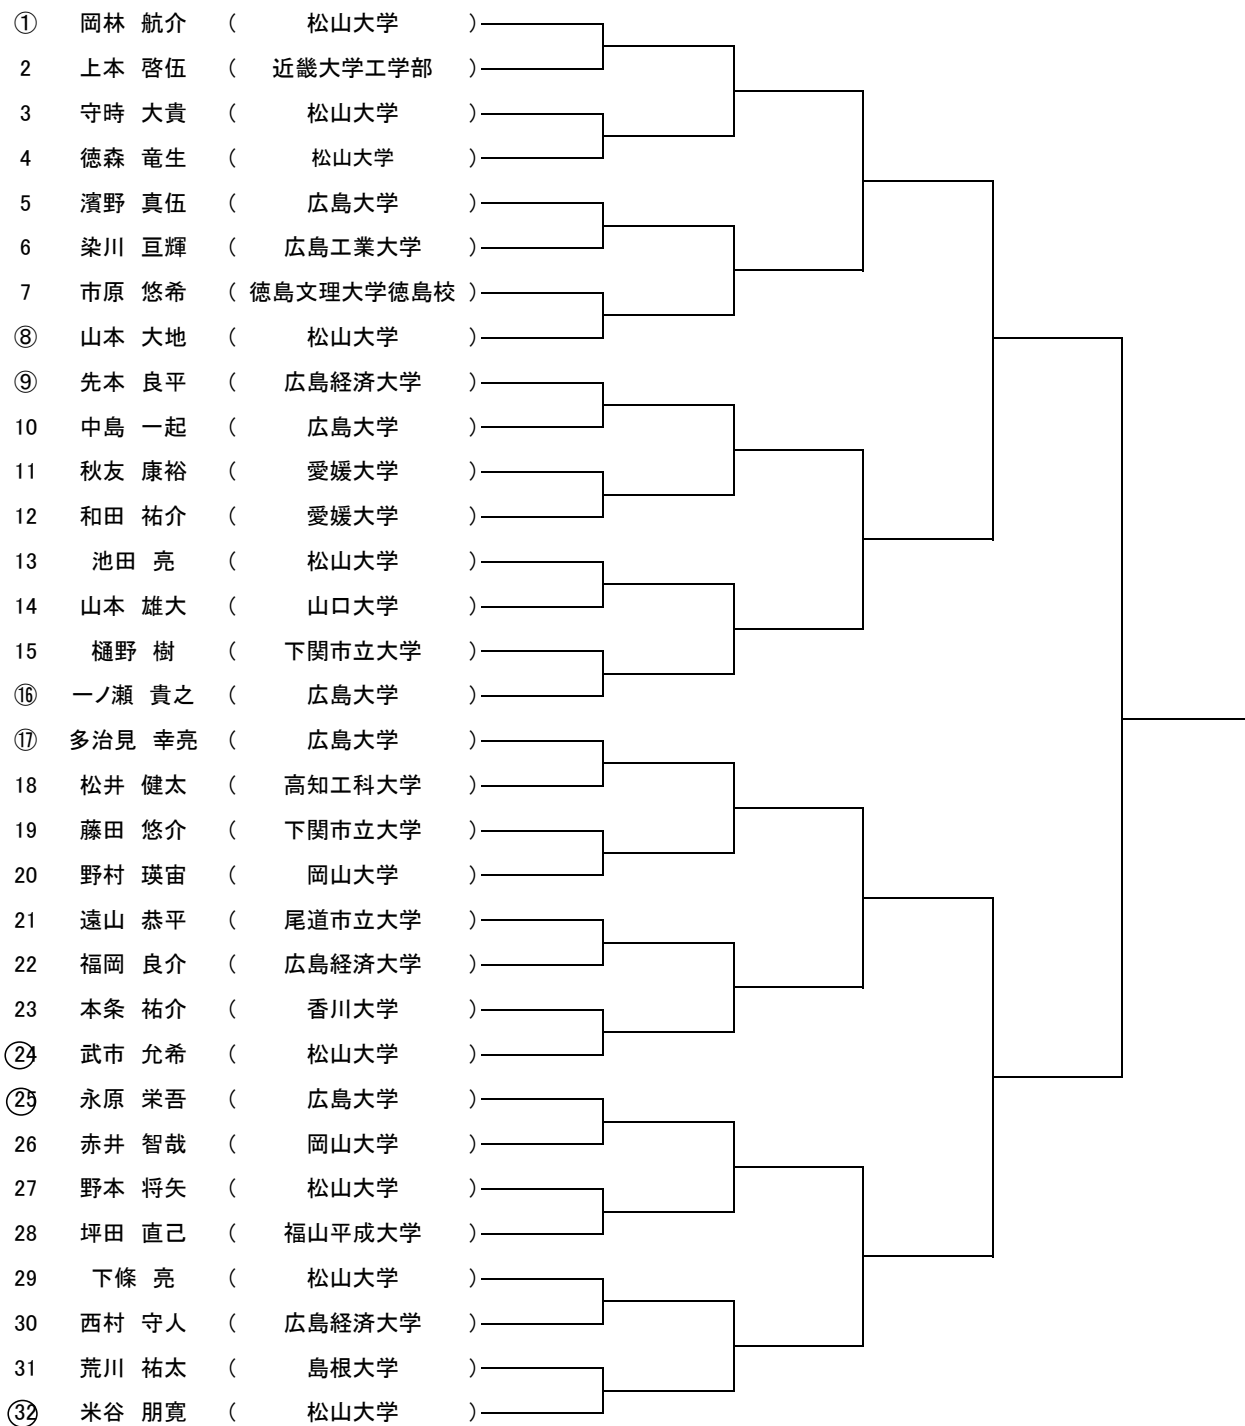 ① 岡林 航介 ( 松山大学 )
2 上本 啓伍 ( 近畿大学工学部 )
3 守時 大貴 ( 松山大学 )
4 徳森 竜生 ( 松山大学 )
5 濱野 真伍 ( 広島大学 )
6 染川 亘輝 ( 広島工業大学 )
7 市原 悠希 ( 徳島文理大学徳島校 )
⑧ 山本 大地 ( 松山大学 )
⑨ 先本 良平 ( 広島経済大学 )
10 中島 一起 ( 広島大学 )
11 秋友 康裕 ( 愛媛大学 )
12 和田 祐介 ( 愛媛大学 )
13 池田 亮 ( 松山大学 )
14 山本 雄大 ( 山口大学 )
15 樋野 樹 ( 下関市立大学 )
⑯ 一ノ瀬 貴之 ( 広島大学 )
⑰ 多治見 幸亮 ( 広島大学 )
18 松井 健太 ( 高知工科大学 )
19 藤田 悠介 ( 下関市立大学 )
20 野村 瑛宙 ( 岡山大学 )
21 遠山 恭平 ( 尾道市立大学 )
22 福岡 良介 ( 広島経済大学 )
23 本条 祐介 ( 香川大学 )
24 武市 允希 ( 松山大学 )
25 永原 栄吾 ( 広島大学 )
26 赤井 智哉 ( 岡山大学 )
27 野本 将矢 ( 松山大学 )
28 坪田 直己 ( 福山平成大学 )
29 下條 亮 ( 松山大学 )
30 西村 守人 ( 広島経済大学 )
31 荒川 祐太 ( 島根大学 )
32 米谷 朋寛 ( 松山大学 )